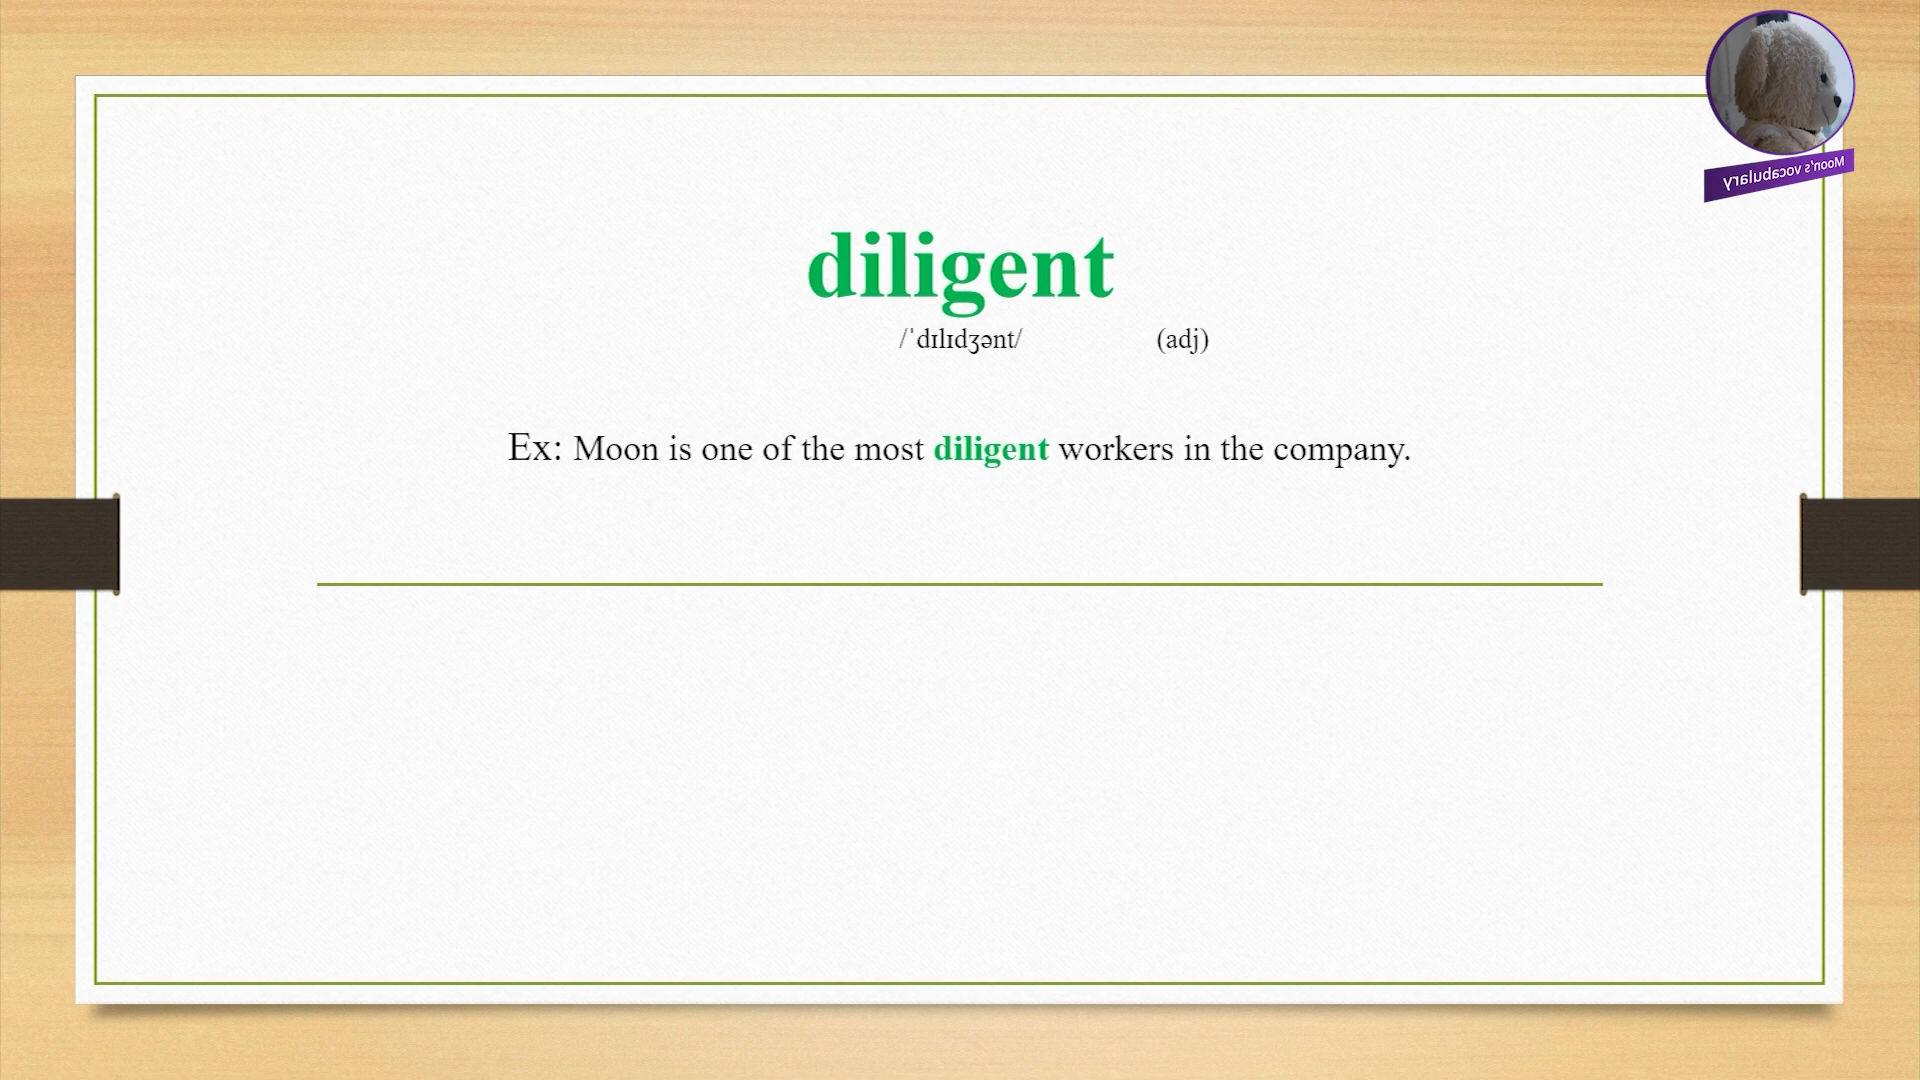 Moon's vocabulary
diligent
/ˈdɪlɪdʒənt/ (adj)
Ex: Moon is one of the most diligent workers in the company.